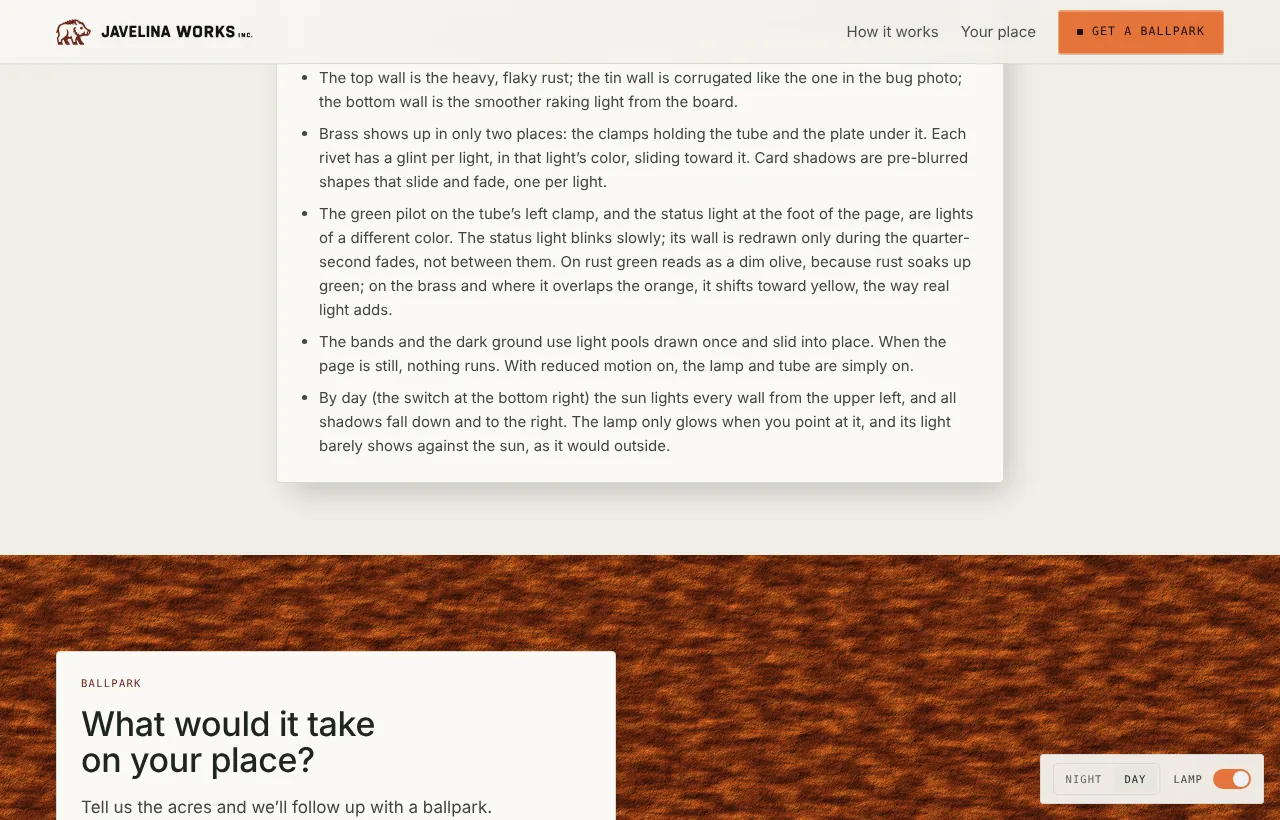 JAVELINA WORKS INC.
How it works
Your place
GET A BALLPARK
The top wall is the heavy, flaky rust; the tin wall is corrugated like the one in the bug photo;
the bottom wall is the smoother raking light from the board.
Brass shows up in only two places: the clamps holding the tube and the plate under it. Each
rivet has a glint per light, in that light’s color, sliding toward it. Card shadows are pre-blurred
shapes that slide and fade, one per light.
The green pilot on the tube’s left clamp, and the status light at the foot of the page, are lights
of a different color. The status light blinks slowly; its wall is redrawn only during the quarter-
second fades, not between them. On rust green reads as a dim olive, because rust soaks up
green; on the brass and where it overlaps the orange, it shifts toward yellow, the way real
light adds.
The bands and the dark ground use light pools drawn once and slid into place. When the
page is still, nothing runs. With reduced motion on, the lamp and tube are simply on.
By day (the switch at the bottom right) the sun lights every wall from the upper left, and all
shadows fall down and to the right. The lamp only glows when you point at it, and its light
barely shows against the sun, as it would outside.
BALLPARK
What would it take
on your place?
Tell us the acres and we’ll follow up with a ballpark.
NIGHT
DAY
LAMP